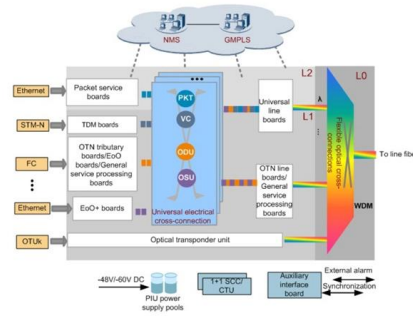 NMS
GMPLS
L2
L0
Ethernet
Packet service
boards
PKT
Universal
line
boards
λ
L1
STM-N
TDM boards
VC
FC
OTN tributary
boards/EoO
boards/General
service processing
boards
ODU
OSU
OTN line
boards/
General
service
processing
boards
Flexible optical cross-
connections
To line fibe
Ethernet
EoO+ boards
Universal electrical
cross-connection
WDM
OTUk
Optical transponder unit
-48V/-60V DC
PIU power
supply pools
1+1 SCC/
CTU
Auxiliary
interface
board
External alarm
Synchronization